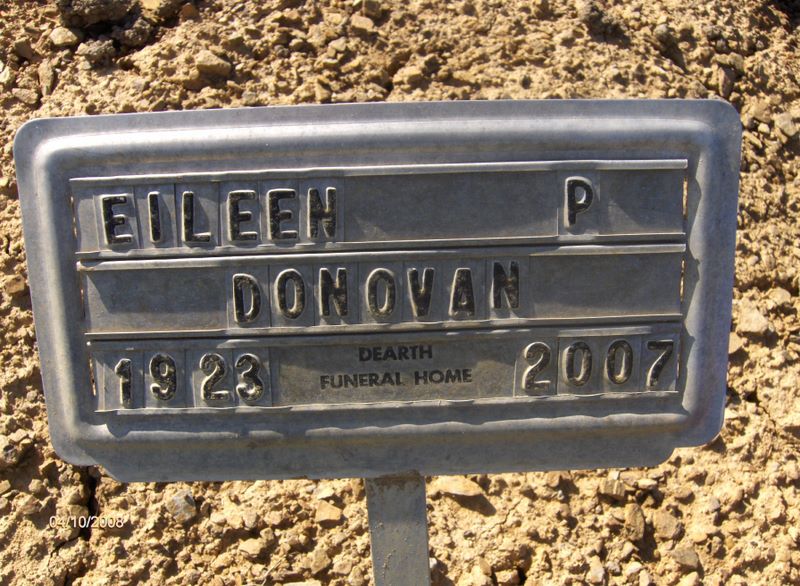 EILEEN P
DONOVAN
1923 DEARTH 2007
FUNERAL HOME
04/10/2008